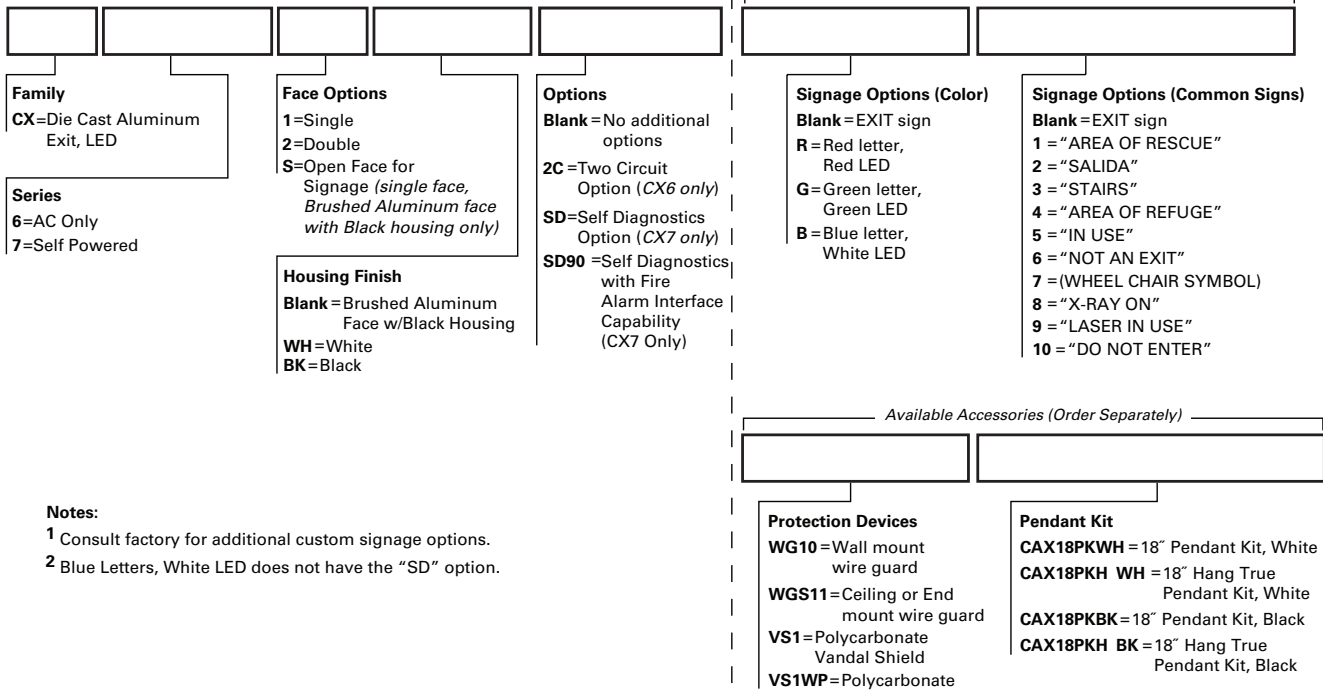 Family
CX=Die Cast Aluminum
Exit, LED
Series
6=AC Only
7=Self Powered
Face Options
1=Single
2=Double
S=Open Face for
Signage (single face,
Brushed Aluminum face
with Black housing only)
Housing Finish
Blank=Brushed Aluminum
Face w/Black Housing
WH=White
BK=Black
Options
Blank=No additional
options
2C=Two Circuit
Option (CX6 only)
SD=Self Diagnostics
Option (CX7 only)
SD90 =Self Diagnostics
with Fire
Alarm Interface
Capability
(CX7 Only)
Signage Options (Color)
Blank=EXIT sign
R=Red letter,
Red LED
G=Green letter,
Green LED
B=Blue letter,
White LED
Signage Options (Common Signs)
Blank=EXIT sign
1 = "AREA OF RESCUE"
2 = "SALIDA"
3 = "STAIRS"
4 = "AREA OF REFUGE"
5 = "IN USE"
6 = "NOT AN EXIT"
7 = (WHEEL CHAIR SYMBOL)
8 = "X-RAY ON"
9 = "LASER IN USE"
10 = "DO NOT ENTER"
Notes:
1 Consult factory for additional custom signage options.
2 Blue Letters, White LED does not have the "SD" option.
Available Accessories (Order Separately)
Protection Devices
WG10=Wall mount
wire guard
WGS11=Ceiling or End
mount wire guard
VS1=Polycarbonate
Vandal Shield
VS1WP=Polycarbonate
Pendant Kit
CAX18PKWH =18˝ Pendant Kit, White
CAX18PKH WH =18˝ Hang True
Pendant Kit, White
CAX18PKBK=18˝ Pendant Kit, Black
CAX18PKH BK =18˝ Hang True
Pendant Kit, Black